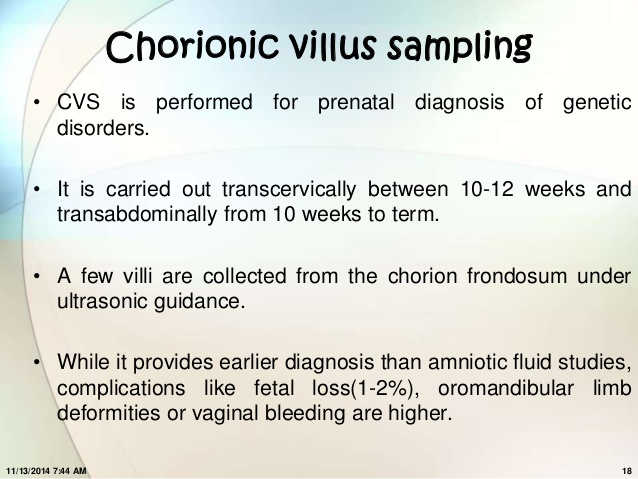 Chorionic villus sampling
• CVS is performed for prenatal diagnosis of genetic
disorders.
• It is carried out transcervically between 10-12 weeks and
transabdominally from 10 weeks to term.
• A few villi are collected from the chorion frondosum under
ultrasonic guidance.
• While it provides earlier diagnosis than amniotic fluid studies,
complications like fetal loss(1-2%), oromandibular limb
deformities or vaginal bleeding are higher.
11/13/2014 7:44 AM 18